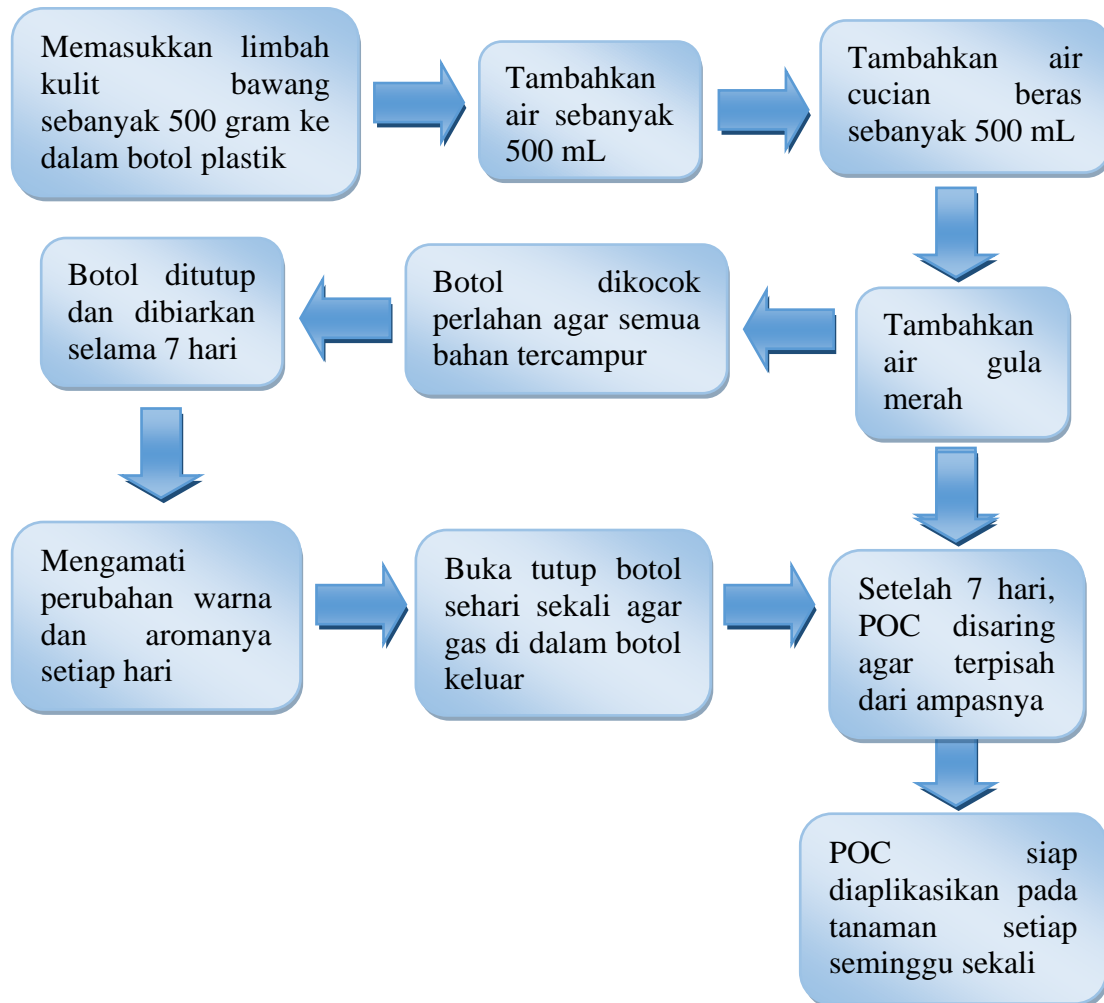 Memasukkan limbah
kulit bawang
sebanyak 500 gram ke
dalam botol plastik
Tambahkan
air sebanyak
500 mL
Tambahkan air
cucian beras
sebanyak 500 mL
Tambahkan
air gula
merah
Botol dikocok
perlahan agar semua
bahan tercampur
Botol ditutup
dan dibiarkan
selama 7 hari
Mengamati
perubahan warna
dan aromanya
setiap hari
Buka tutup botol
sehari sekali agar
gas di dalam botol
keluar
Setelah 7 hari,
POC disaring
agar terpisah
dari ampasnya
POC siap
diaplikasikan pada
tanaman setiap
seminggu sekali